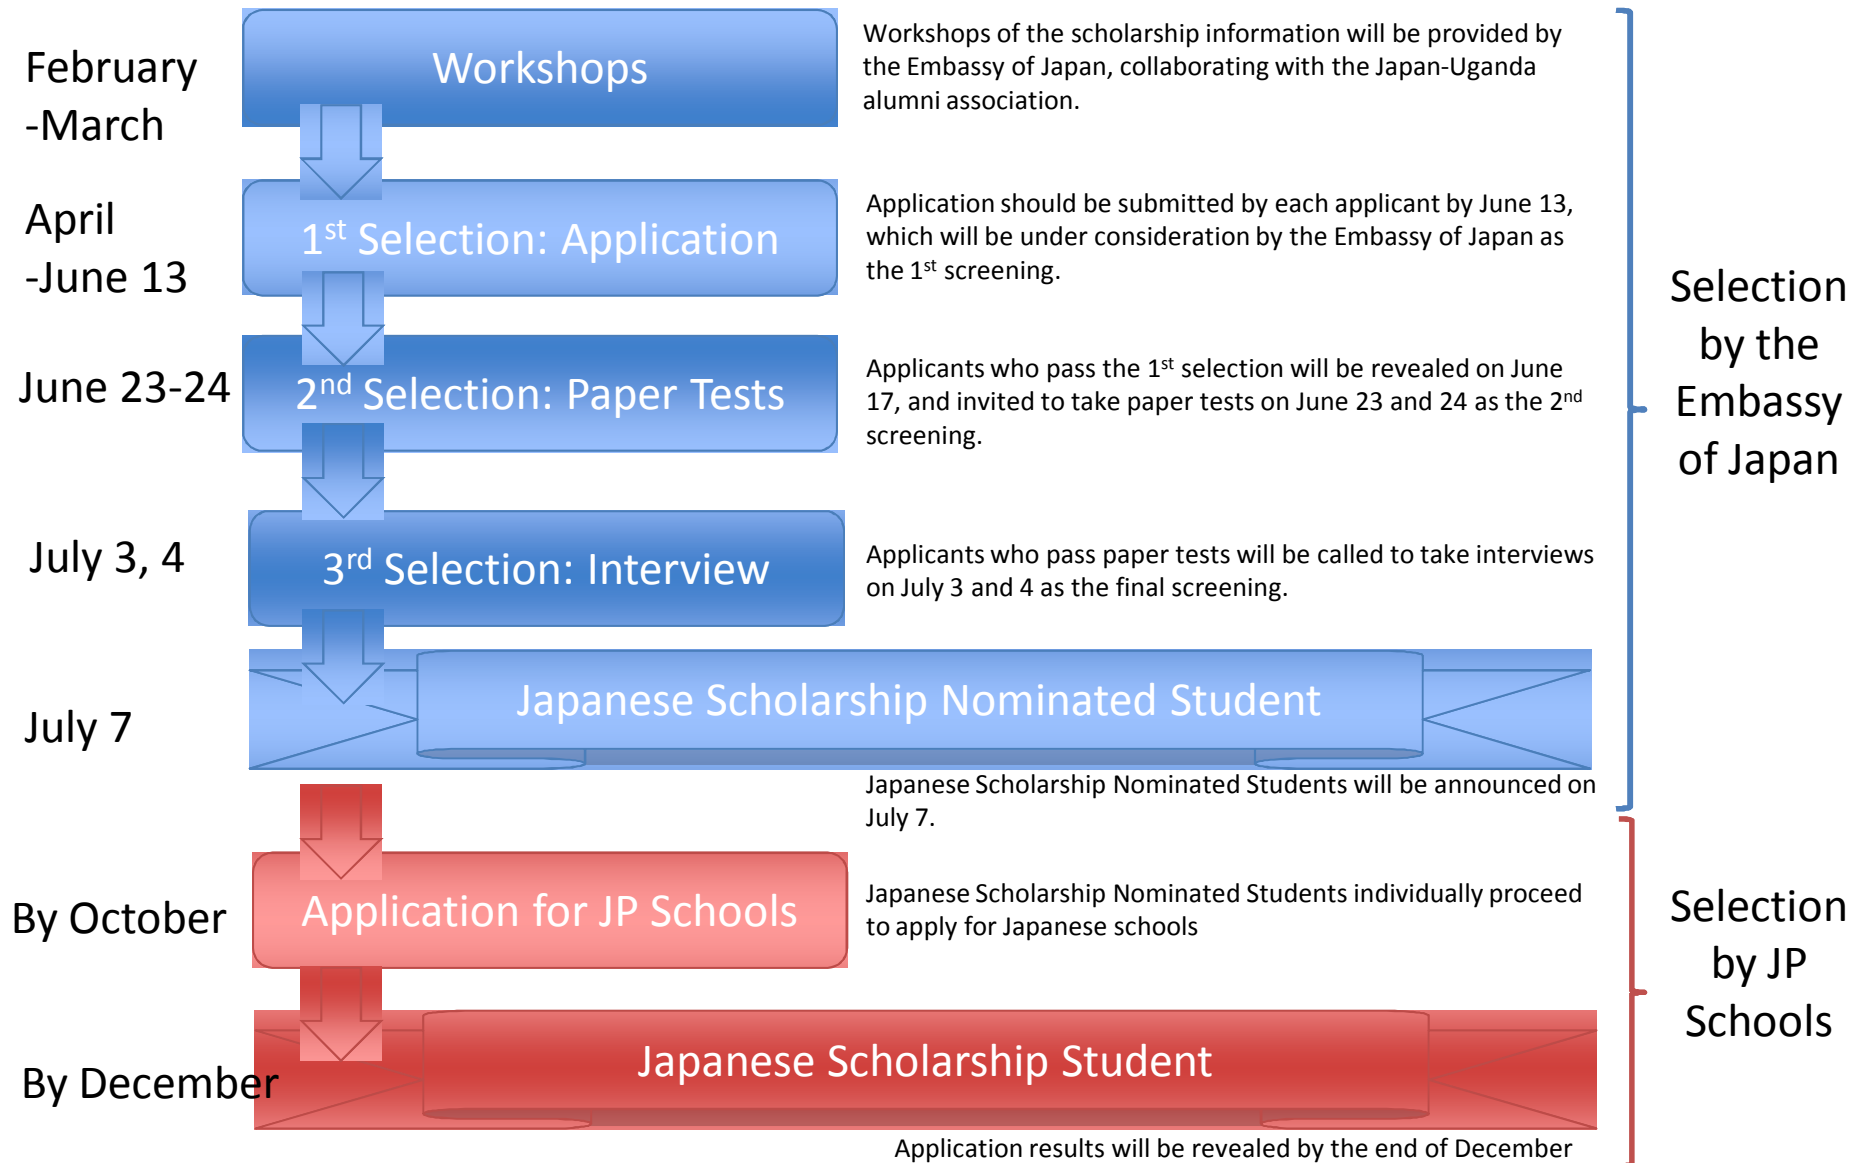 February
-March
Workshops
Workshops of the scholarship information will be provided by
the Embassy of Japan, collaborating with the Japan-Uganda
alumni association.
April
-June 13
1st Selection: Application
Application should be submitted by each applicant by June 13,
which will be under consideration by the Embassy of Japan as
the 1st screening.
June 23-24
2nd Selection: Paper Tests
Applicants who pass the 1st selection will be revealed on June
17, and invited to take paper tests on June 23 and 24 as the 2nd
screening.
July 3, 4
3rd Selection: Interview
Applicants who pass paper tests will be called to take interviews
on July 3 and 4 as the final screening.
July 7
Japanese Scholarship Nominated Student
Japanese Scholarship Nominated Students will be announced on
July 7.
Selection
by the
Embassy
of Japan
By October
Application for JP Schools
Japanese Scholarship Nominated Students individually proceed
to apply for Japanese schools
By December
Japanese Scholarship Student
Application results will be revealed by the end of December
Selection
by JP
Schools